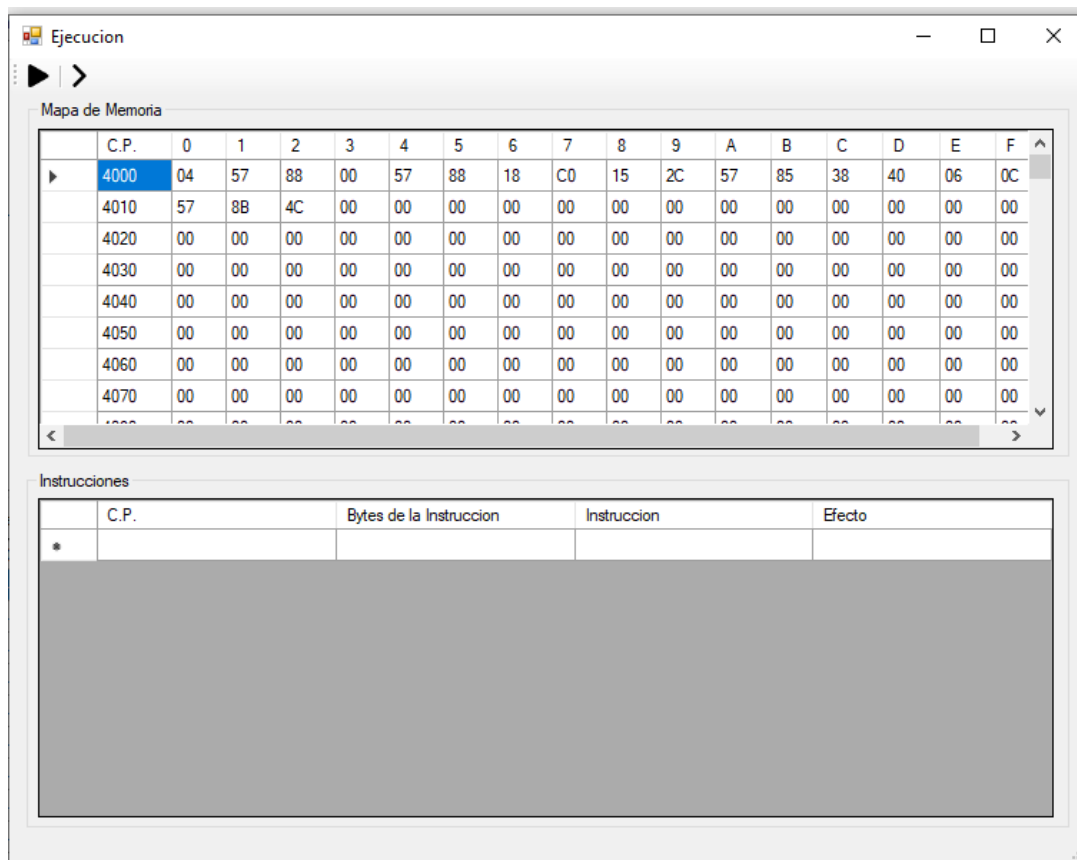 Ejecucion
Mapa de Memoria
C.P. 0 1 2 3 4 5 6 7 8 9 A B C D E F
4000 04 57 88 00 57 88 18 C0 15 2C 57 85 38 40 06 0C
4010 57 8B 4C 00 00 00 00 00 00 00 00 00 00 00 00 00
4020 00 00 00 00 00 00 00 00 00 00 00 00 00 00 00 00
4030 00 00 00 00 00 00 00 00 00 00 00 00 00 00 00 00
4040 00 00 00 00 00 00 00 00 00 00 00 00 00 00 00 00
4050 00 00 00 00 00 00 00 00 00 00 00 00 00 00 00 00
4060 00 00 00 00 00 00 00 00 00 00 00 00 00 00 00 00
4070 00 00 00 00 00 00 00 00 00 00 00 00 00 00 00 00
Instrucciones
C.P. Bytes de la Instruccion Instruccion Efecto